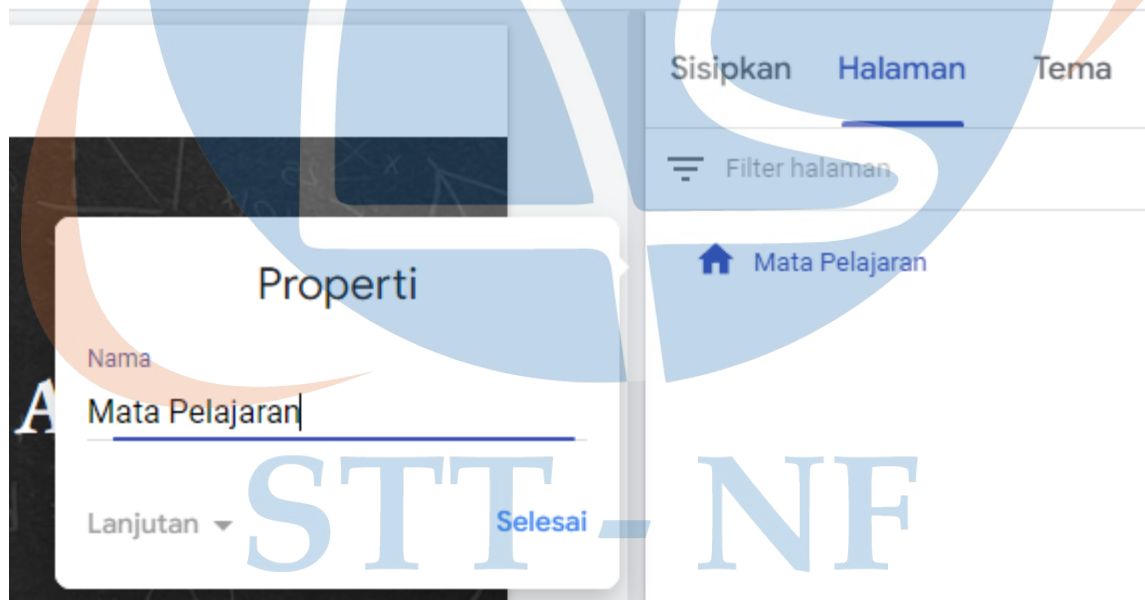 Sisipkan Halaman Tema
Filter halaman
Mata Pelajaran
Properti
Nama
A
Mata Pelajaran
Lanjutan
Selesai
STT - NF